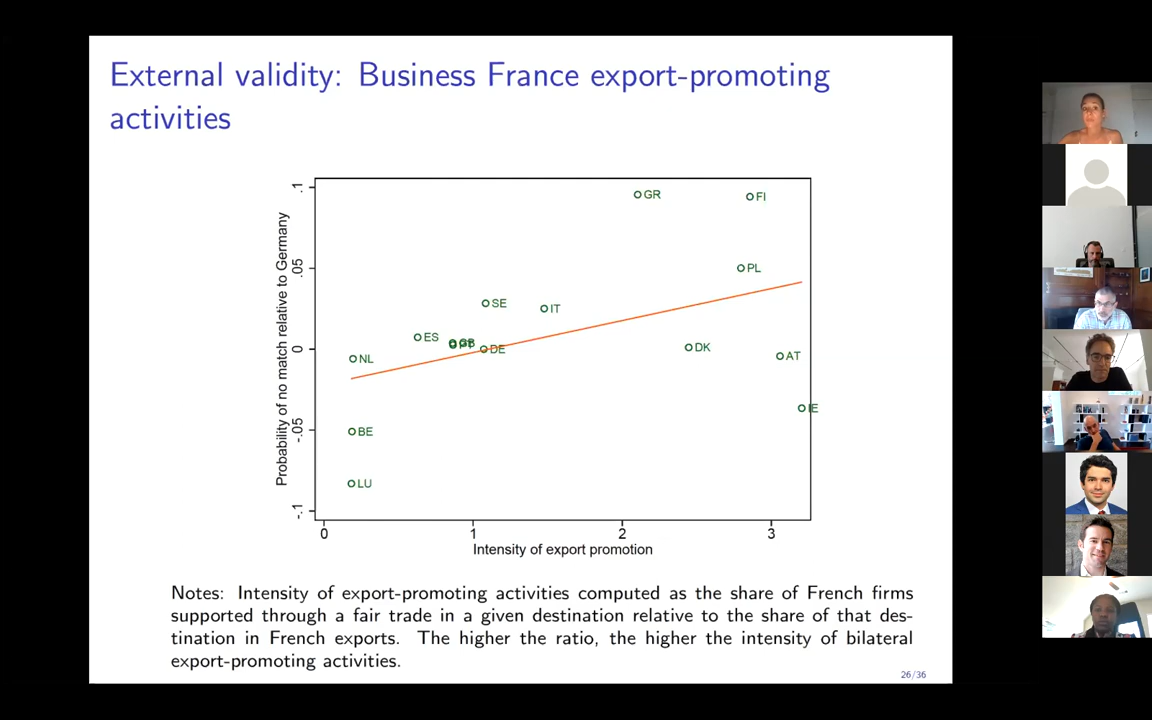 External validity: Business France export-promoting
activities
Probability of no match relative to Germany
.1
.05
0
-.05
-.1
GR
FI
PL
SE
IT
ES
GB
DE
DK
NL
AT
IE
BE
LU
0
1
2
3
Intensity of export promotion
Notes: Intensity of export-promoting activities computed as the share of French firms
supported through a fair trade in a given destination relative to the share of that des-
tination in French exports. The higher the ratio, the higher the intensity of bilateral
export-promoting activities.
26/36